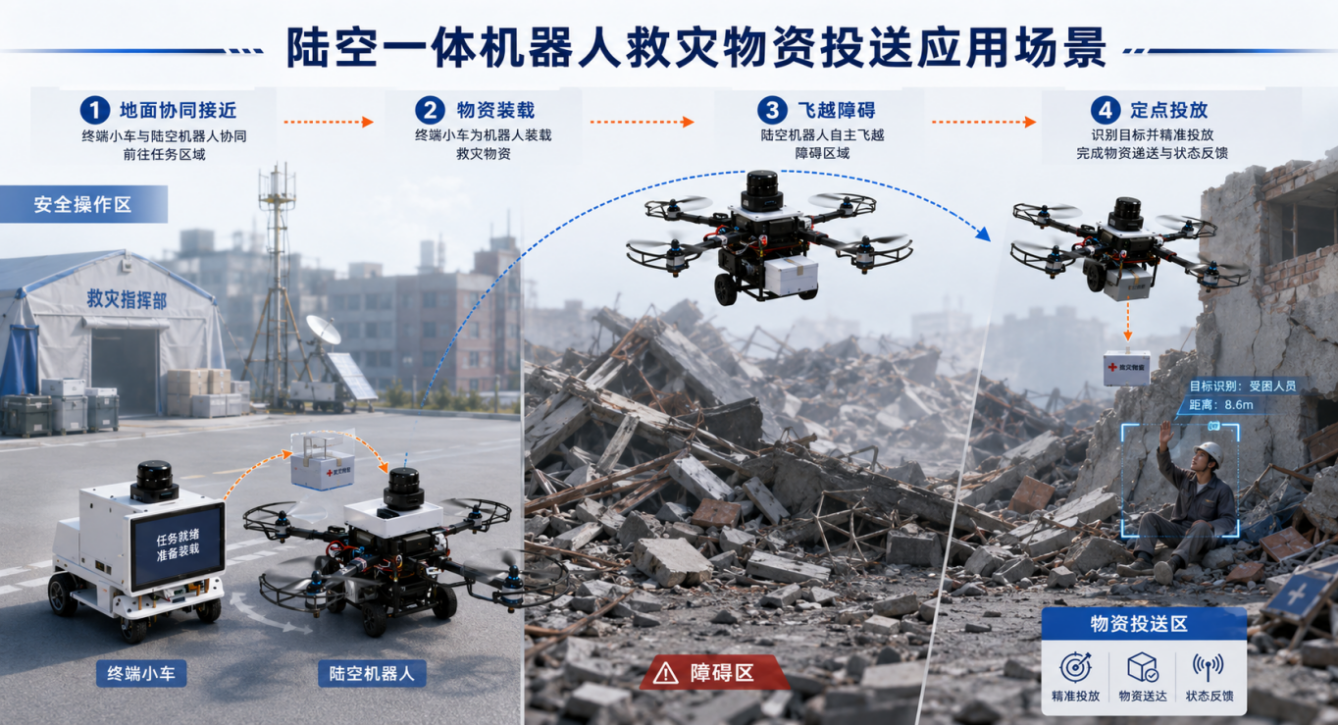 陆空一体机器人救灾物资投送应用场景
1 地面协同接近
终端小车与陆空机器人协同
前往任务区域
2 物资装载
终端小车为机器人装载
救灾物资
3 飞越障碍
陆空机器人自主飞越
障碍区域
4 定点投放
识别目标并精准投放
完成物资递送与状态反馈
安全操作区
救灾指挥部
救灾物资
目标识别：受困人员
距离：8.6m
任务就绪
准备装载
终端小车
陆空机器人
障碍区
物资投送区
精准投放
物资送达
状态反馈